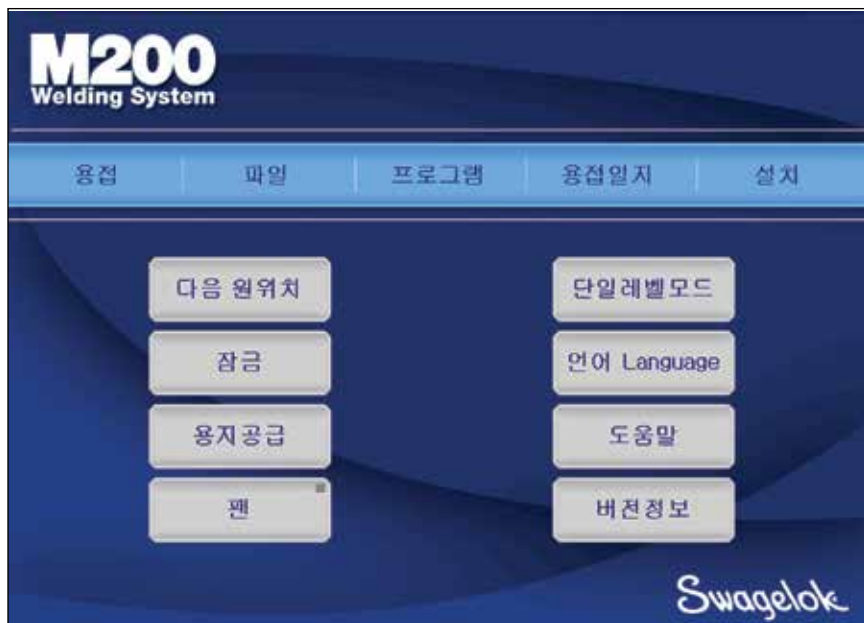 M200
Welding System
용접 파일 프로그램 용접일지 설치
다음 원위치 단일레벨모드
잠금 언어 Language
용지공급 도움말
팬 버전정보
Swagelok